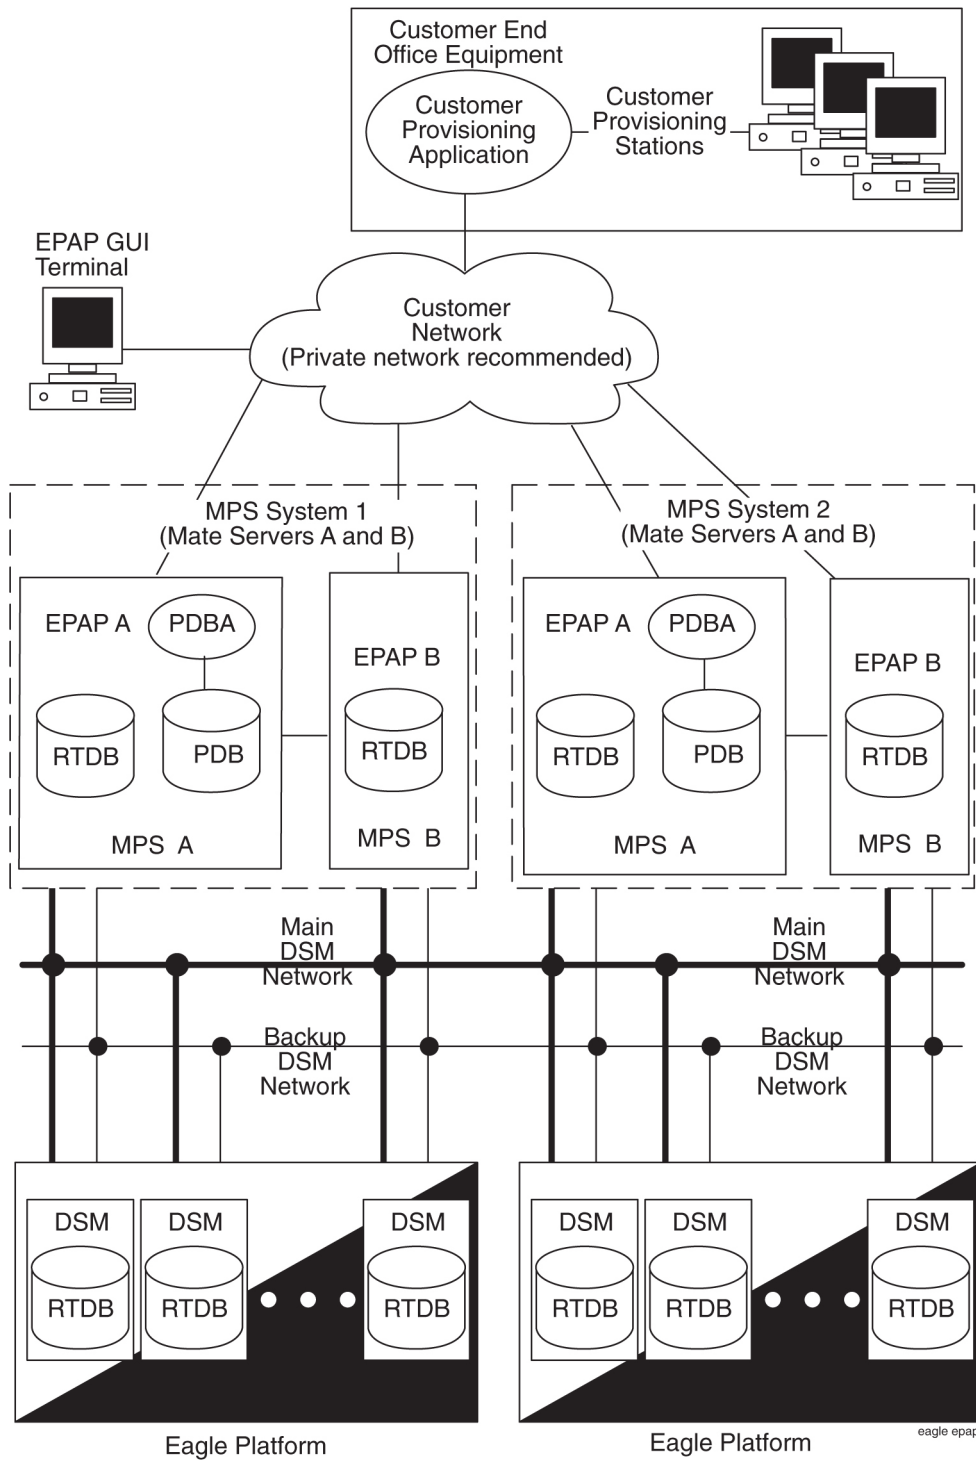 Customer End
Office Equipment
Customer
Provisioning
Application
Customer
Provisioning
Stations
EPAP GUI
Terminal
Customer
Network
(Private network recommended)
MPS System 1
(Mate Servers A and B)
MPS System 2
(Mate Servers A and B)
EPAP A
PDBA
RTDB
PDB
MPS A
EPAP B
RTDB
MPS B
EPAP A
PDBA
RTDB
PDB
MPS A
EPAP B
RTDB
MPS B
Main
DSM
Network
Main
DSM
Network
Backup
DSM
Network
Backup
DSM
Network
DSM
RTDB
DSM
RTDB
DSM
RTDB
DSM
RTDB
DSM
RTDB
DSM
RTDB
Eagle Platform
Eagle Platform
eagle epap